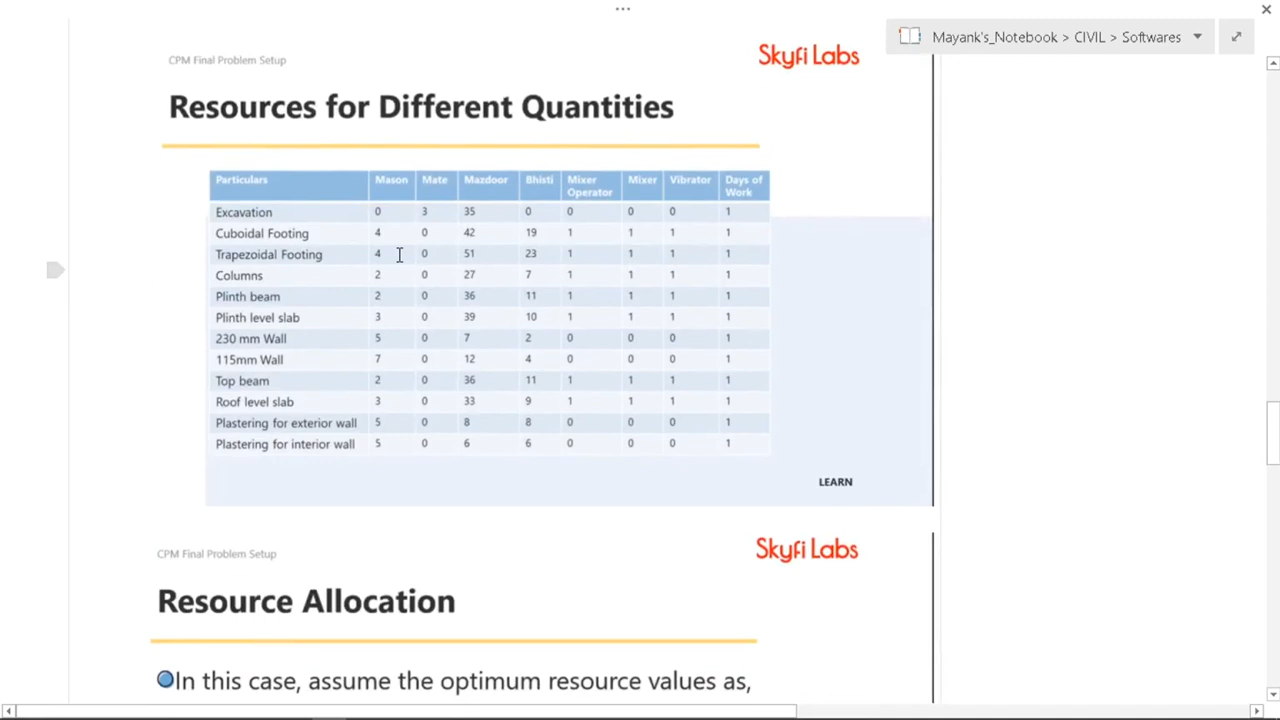 ...
Mayank's_Notebook > CIVIL > Softwares
CPM Final Problem Setup
Skyfi Labs
Resources for Different Quantities
Particulars Mason Mate Mazdoor Bhisti Mixer Operator Mixer Vibrator Days of Work
Excavation 0 3 35 0 0 0 0 1
Cuboidal Footing 4 0 42 19 1 1 1 1
Trapezoidal Footing 4 0 51 23 1 1 1 1
Columns 2 0 27 7 1 1 1 1
Plinth beam 2 0 36 11 1 1 1 1
Plinth level slab 3 0 39 10 1 1 1 1
230 mm Wall 5 0 7 2 0 0 0 1
115mm Wall 7 0 12 4 0 0 0 1
Top beam 2 0 36 11 1 1 1 1
Roof level slab 3 0 33 9 1 1 1 1
Plastering for exterior wall 5 0 8 8 0 0 0 1
Plastering for interior wall 5 0 6 6 0 0 0 1
LEARN
CPM Final Problem Setup
Skyfi Labs
Resource Allocation
In this case, assume the optimum resource values as,